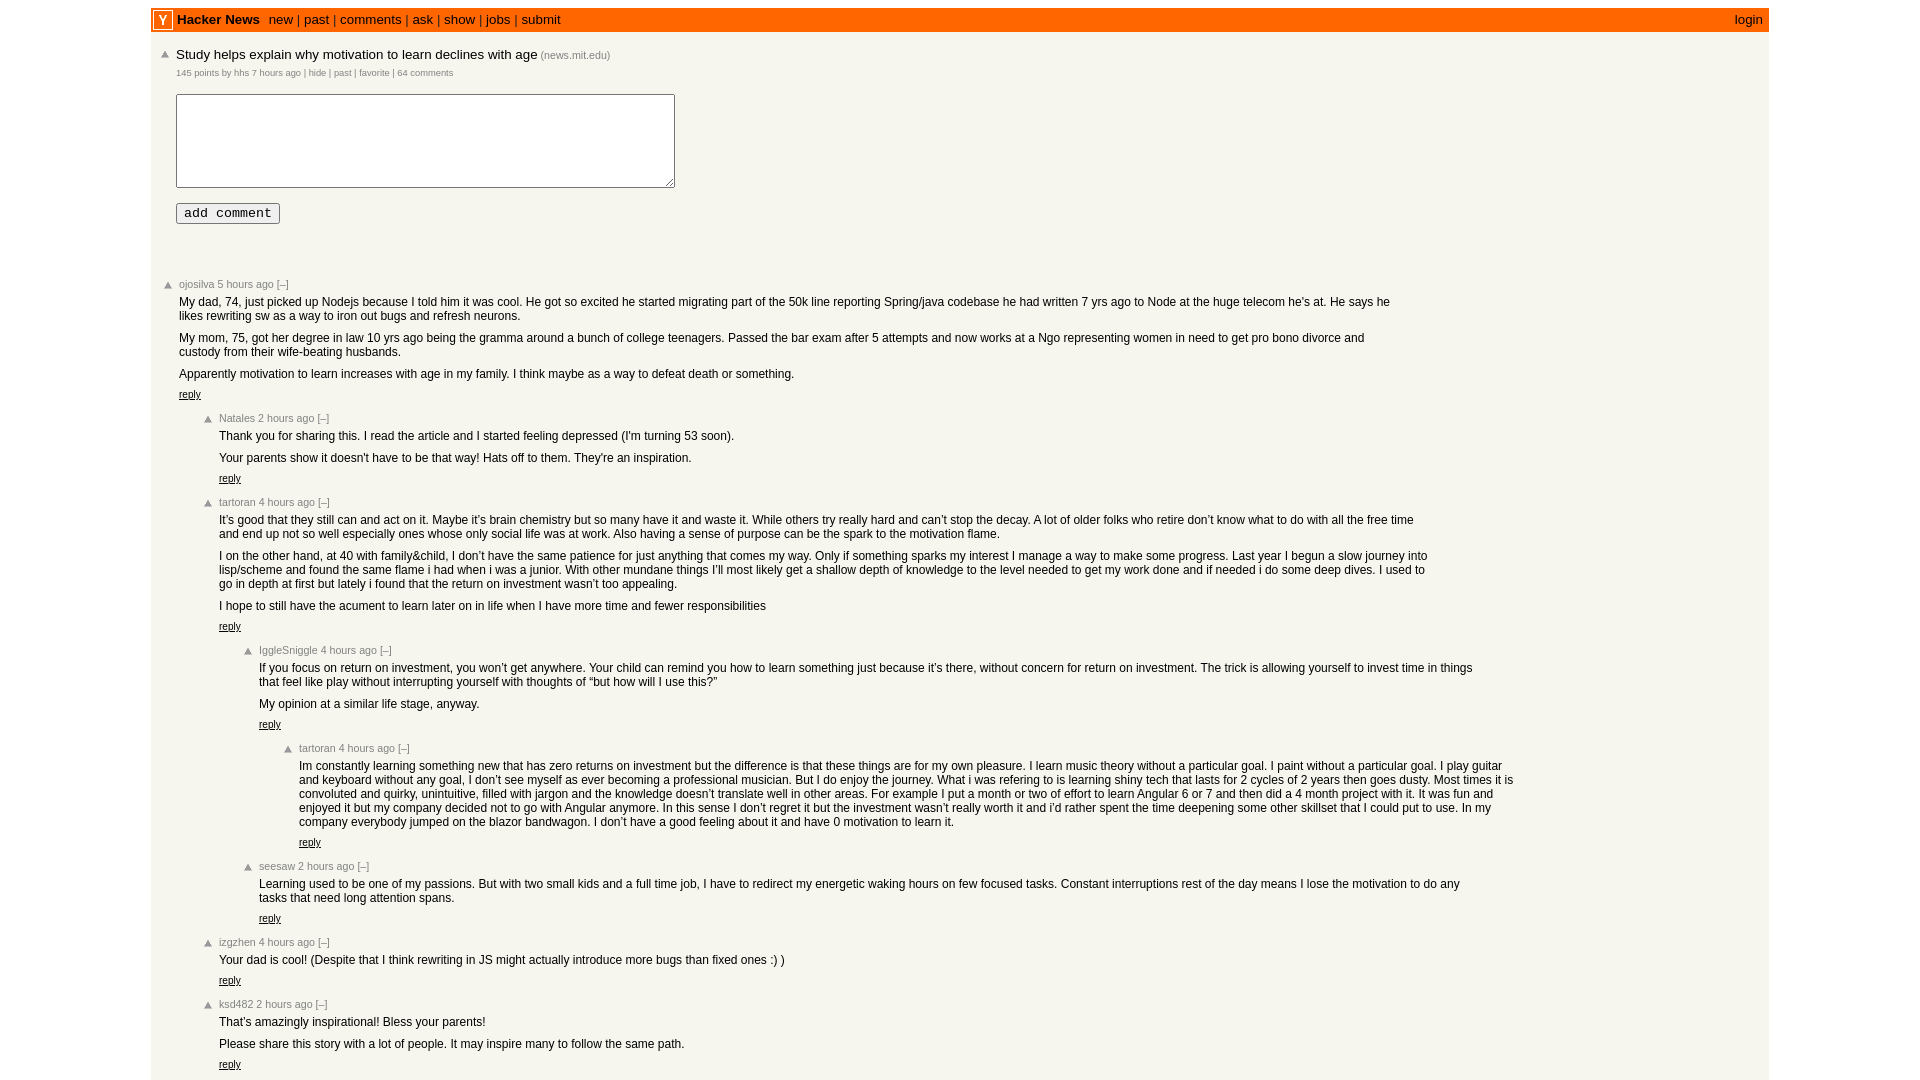 Y Hacker News new | past | comments | ask | show | jobs | submit login
Study helps explain why motivation to learn declines with age (news.mit.edu)
145 points by hhs 7 hours ago | hide | past | favorite | 64 comments
add comment
ojosilva 5 hours ago [–]
My dad, 74, just picked up Nodejs because I told him it was cool. He got so excited he started migrating part of the 50k line reporting Spring/java codebase he had written 7 yrs ago to Node at the huge telecom he's at. He says he
likes rewriting sw as a way to iron out bugs and refresh neurons.
My mom, 75, got her degree in law 10 yrs ago being the gramma around a bunch of college teenagers. Passed the bar exam after 5 attempts and now works at a Ngo representing women in need to get pro bono divorce and
custody from their wife-beating husbands.
Apparently motivation to learn increases with age in my family. I think maybe as a way to defeat death or something.
reply
Natales 2 hours ago [–]
Thank you for sharing this. I read the article and I started feeling depressed (I'm turning 53 soon).
Your parents show it doesn't have to be that way! Hats off to them. They're an inspiration.
reply
tartoran 4 hours ago [–]
It’s good that they still can and act on it. Maybe it’s brain chemistry but so many have it and waste it. While others try really hard and can’t stop the decay. A lot of older folks who retire don’t know what to do with all the free time
and end up not so well especially ones whose only social life was at work. Also having a sense of purpose can be the spark to the motivation flame.
I on the other hand, at 40 with family&child, I don’t have the same patience for just anything that comes my way. Only if something sparks my interest I manage a way to make some progress. Last year I begun a slow journey into
lisp/scheme and found the same flame i had when i was a junior. With other mundane things I’ll most likely get a shallow depth of knowledge to the level needed to get my work done and if needed i do some deep dives. I used to
go in depth at first but lately i found that the return on investment wasn’t too appealing.
I hope to still have the acument to learn later on in life when I have more time and fewer responsibilities
reply
IggleSniggle 4 hours ago [–]
If you focus on return on investment, you won’t get anywhere. Your child can remind you how to learn something just because it’s there, without concern for return on investment. The trick is allowing yourself to invest time in things
that feel like play without interrupting yourself with thoughts of “but how will I use this?”
My opinion at a similar life stage, anyway.
reply
tartoran 4 hours ago [–]
Im constantly learning something new that has zero returns on investment but the difference is that these things are for my own pleasure. I learn music theory without a particular goal. I paint without a particular goal. I play guitar
and keyboard without any goal, I don’t see myself as ever becoming a professional musician. But I do enjoy the journey. What i was refering to is learning shiny tech that lasts for 2 cycles of 2 years then goes dusty. Most times it is
convoluted and quirky, unintuitive, filled with jargon and the knowledge doesn’t translate well in other areas. For example I put a month or two of effort to learn Angular 6 or 7 and then did a 4 month project with it. It was fun and
enjoyed it but my company decided not to go with Angular anymore. In this sense I don’t regret it but the investment wasn’t really worth it and i’d rather spent the time deepening some other skillset that I could put to use. In my
company everybody jumped on the blazor bandwagon. I don’t have a good feeling about it and have 0 motivation to learn it.
reply
seesaw 2 hours ago [–]
Learning used to be one of my passions. But with two small kids and a full time job, I have to redirect my energetic waking hours on few focused tasks. Constant interruptions rest of the day means I lose the motivation to do any
tasks that need long attention spans.
reply
izgzhen 4 hours ago [–]
Your dad is cool! (Despite that I think rewriting in JS might actually introduce more bugs than fixed ones :) )
reply
ksd482 2 hours ago [–]
That’s amazingly inspirational! Bless your parents!
Please share this story with a lot of people. It may inspire many to follow the same path.
reply